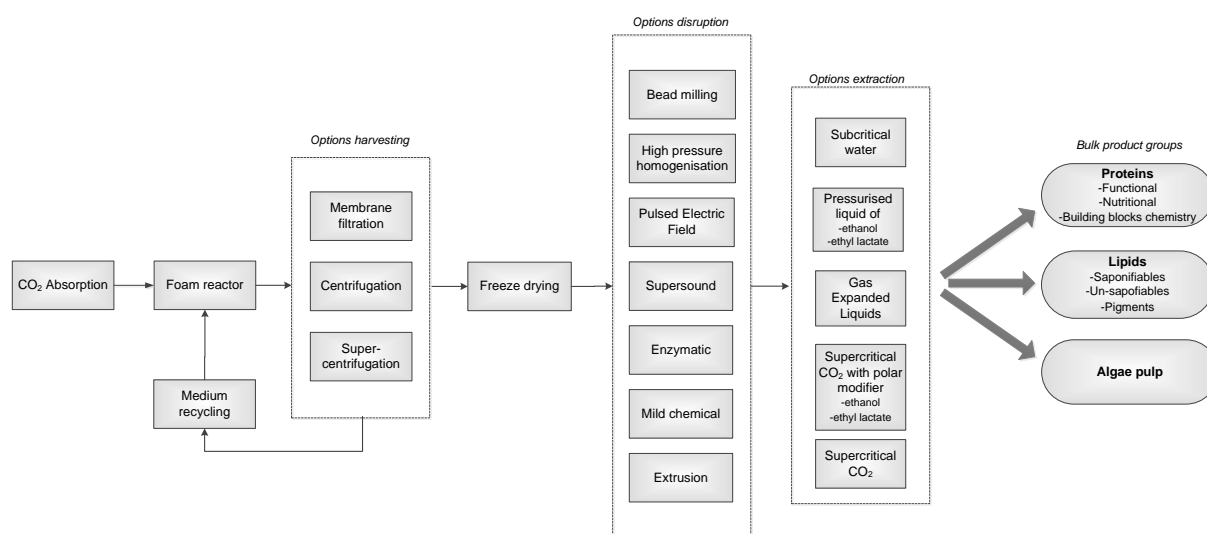 Options disruption
Options extraction
Options harvesting
Bulk product groups
CO₂ Absorption
Foam reactor
Medium
recycling
Membrane
filtration
Centrifugation
Super-
centrifugation
Freeze drying
Bead milling
High pressure
homogenisation
Pulsed Electric
Field
Supersound
Enzymatic
Mild chemical
Extrusion
Subcritical
water
Pressurised
liquid of
-ethanol
-ethyl lactate
Gas
Expanded
Liquids
Supercritical
CO₂ with polar
modifier
-ethanol
-ethyl lactate
Supercritical
CO₂
Proteins
-Functional
-Nutritional
-Building blocks chemistry
Lipids
-Saponifiables
-Un-sapofiables
-Pigments
Algae pulp